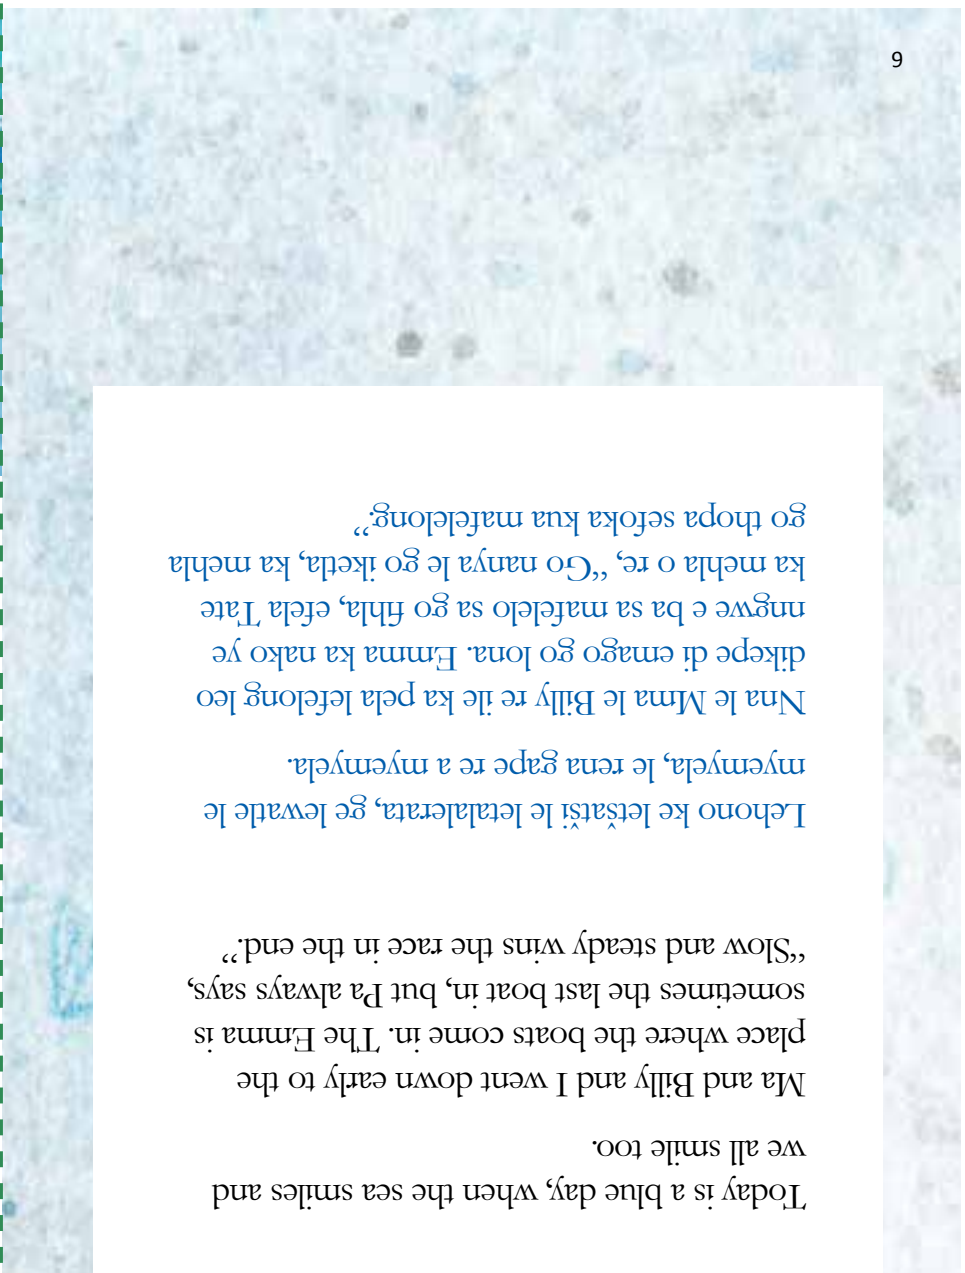 Today is a blue day, when the sea smiles and
we all smile too.
Ma and Billy and I went down early to the
place where the boats come in. The Emma is
sometimes the last boat in, but Pa always says,
“Slow and steady wins the race in the end.”
Lehono ke letšatši le letalalerata, ge lewatle le
myemyela, le rena gape re a myemyela.
Nna le Mma le Billy re ile ka pela lefelong leo
dikepe di emago go lona. Emma ka nako ye
nngwe e ba sa mafelelo sa go fihla, efela Tate
ka mehla o re, “Go nanya le go iketla, ka mehla
go thopa sefoka kua mafelelong.”
9